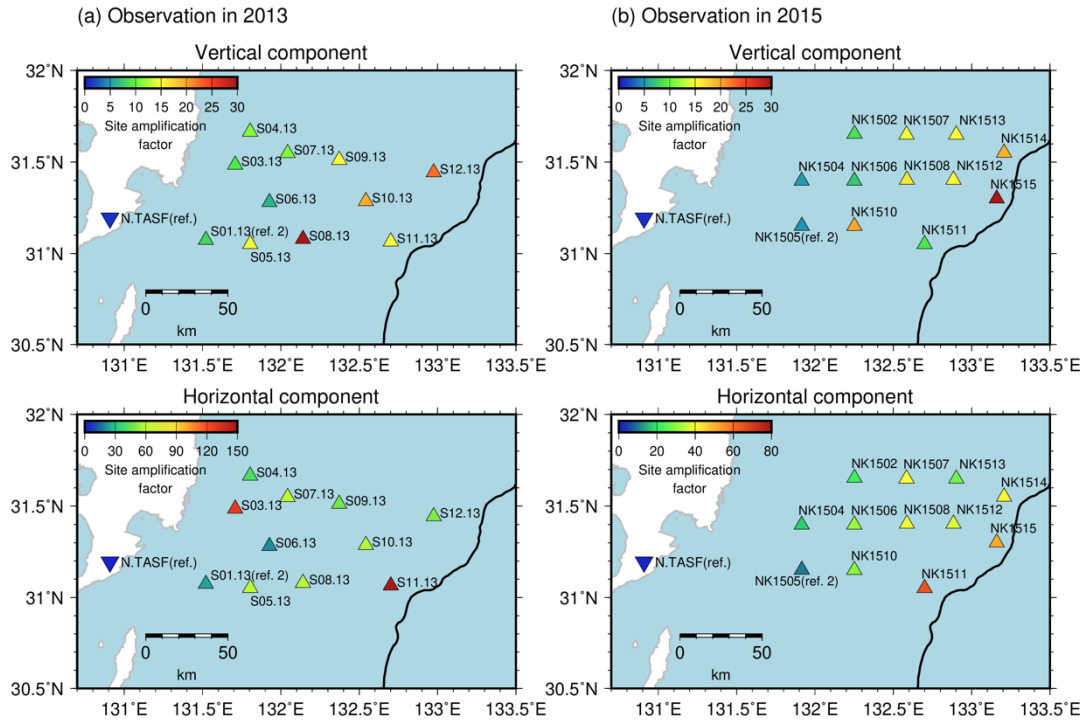 (a) Observation in 2013
Vertical component
32˚N
0 5 10 15 20 25 30
Site amplification
factor
S04.13
S07.13
S09.13
S03.13
S12.13
31.5˚N
S06.13
S10.13
N.TASF(ref.)
S01.13(ref. 2)
S08.13
S11.13
S05.13
31˚N
0 50
km
30.5˚N
131˚E 131.5˚E 132˚E 132.5˚E 133˚E 133.5˚E
Horizontal component
32˚N
0 30 60 90 120 150
Site amplification
factor
S04.13
S07.13
S09.13
S03.13
S12.13
31.5˚N
S06.13
S10.13
N.TASF(ref.)
S01.13(ref. 2)
S08.13
S11.13
S05.13
31˚N
0 50
km
30.5˚N
131˚E 131.5˚E 132˚E 132.5˚E 133˚E 133.5˚E
(b) Observation in 2015
Vertical component
32˚N
0 5 10 15 20 25 30
Site amplification
factor
NK1502 NK1507 NK1513
NK1514
31.5˚N
NK1504 NK1506 NK1508 NK1512
NK1515
N.TASF(ref.)
NK1510
NK1505(ref. 2)
NK1511
31˚N
0 50
km
30.5˚N
131˚E 131.5˚E 132˚E 132.5˚E 133˚E 133.5˚E
Horizontal component
32˚N
0 20 40 60 80
Site amplification
factor
NK1502 NK1507 NK1513
NK1514
31.5˚N
NK1504 NK1506 NK1508 NK1512
NK1515
N.TASF(ref.)
NK1510
NK1505(ref. 2)
NK1511
31˚N
0 50
km
30.5˚N
131˚E 131.5˚E 132˚E 132.5˚E 133˚E 133.5˚E